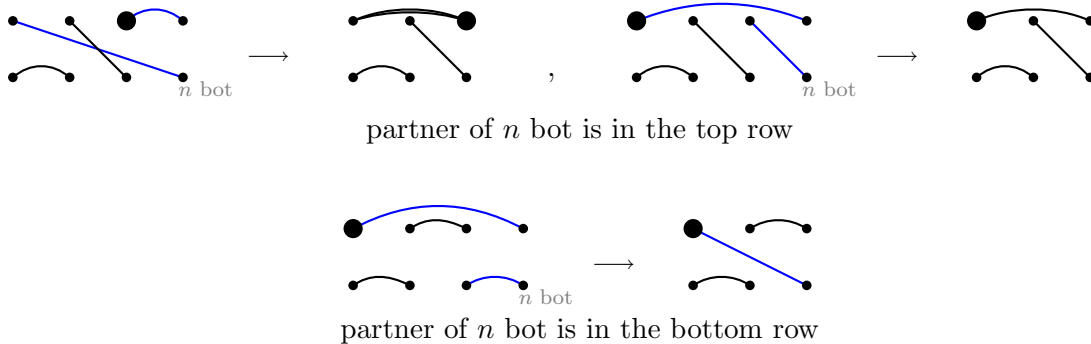 ,
n bot
n bot
partner of n bot is in the top row
n bot
partner of n bot is in the bottom row